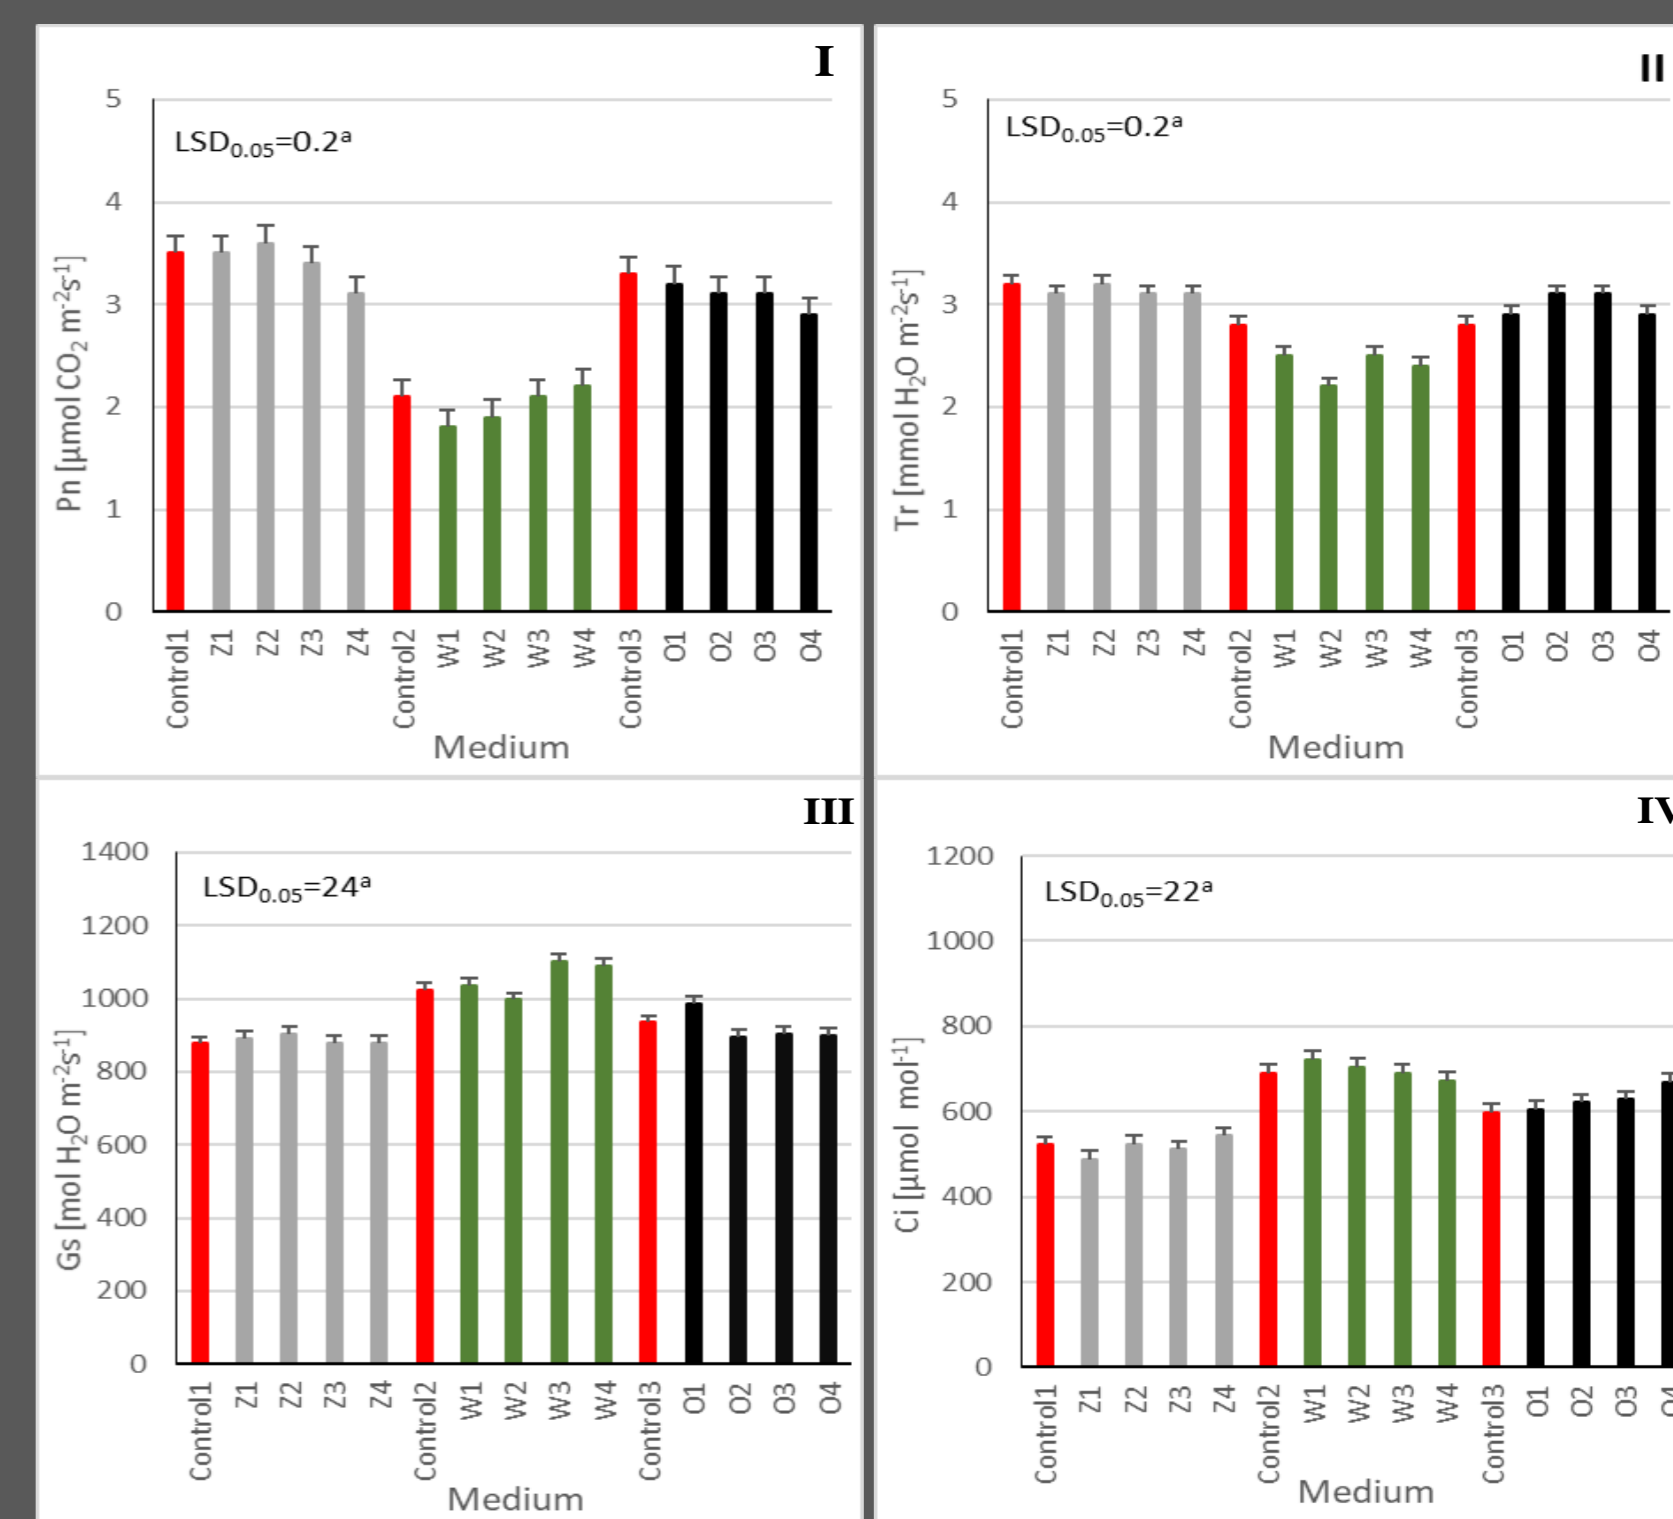 I
5
LSD0.05=0.2ª
4
3
2
1
0
Pn [µmol CO2 m-2s-1]
Control1 Z1 Z2 Z3 Z4 Control2 W1 W2 W3 W4 Control3 O1 O2 O3 O4
Medium
II
5
LSD0.05=0.2ª
4
3
2
1
0
Tr [mmol H2O m-2s-1]
Control1 Z1 Z2 Z3 Z4 Control2 W1 W2 W3 W4 Control3 O1 O2 O3 O4
Medium
III
1400
LSD0.05=24ª
1200
1000
800
600
400
200
0
Gs [mol H2O m-2s-1]
Control1 Z1 Z2 Z3 Z4 Control2 W1 W2 W3 W4 Control3 O1 O2 O3 O4
Medium
IV
1200
LSD0.05=22ª
1000
800
600
400
200
0
Ci [µmol mol-1]
Control1 Z1 Z2 Z3 Z4 Control2 W1 W2 W3 W4 Control3 O1 O2 O3 O4
Medium